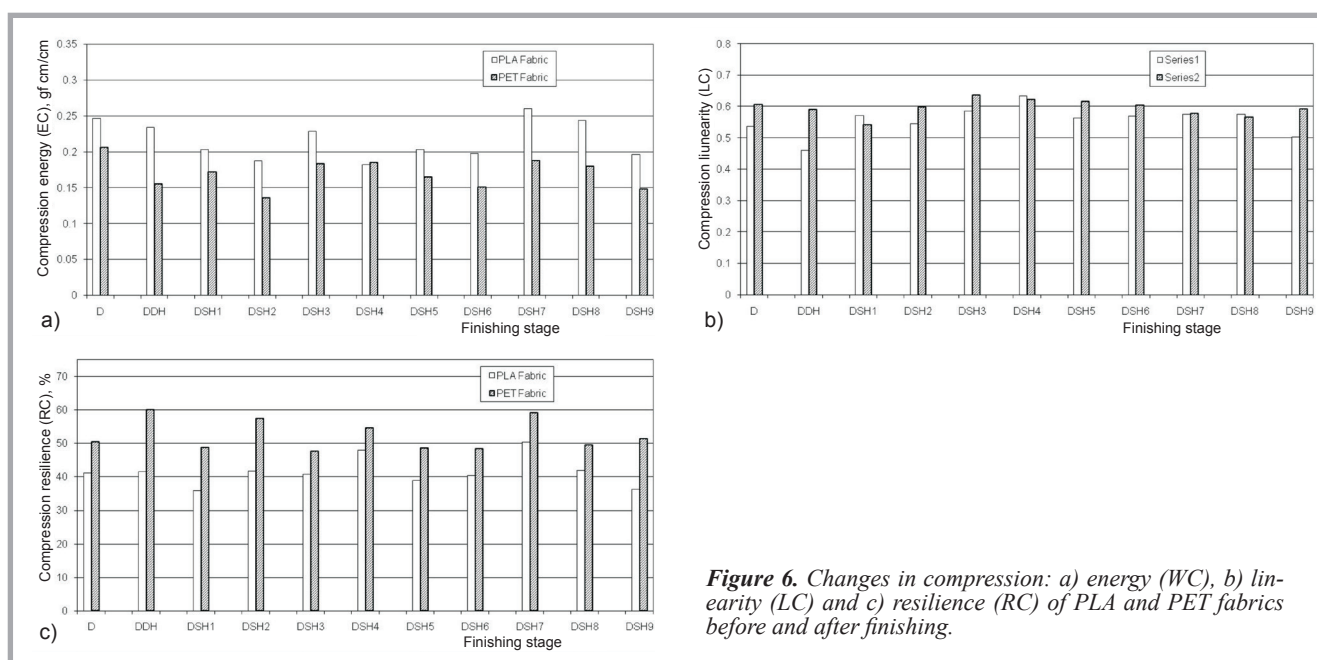 0.35
0.3
0.25
0.2
0.15
0.1
0.05
0
Compression energy (EC), gf cm/cm
PLA Fabric
PET Fabric
D DDH DSH1 DSH2 DSH3 DSH4 DSH5 DSH6 DSH7 DSH8 DSH9
Finishing stage
a)
0.8
0.7
0.6
0.5
0.4
0.3
0.2
0.1
0
Compression liunearity (LC)
Series1
Series2
D DDH DSH1 DSH2 DSH3 DSH4 DSH5 DSH6 DSH7 DSH8 DSH9
Finishing stage
b)
70
60
50
40
30
20
10
0
Compression resilience (RC), %
PLA Fabric
PET Fabric
D DDH DSH1 DSH2 DSH3 DSH4 DSH5 DSH6 DSH7 DSH8 DSH9
Finishing stage
c)
Figure 6. Changes in compression: a) energy (WC), b) lin-
earity (LC) and c) resilience (RC) of PLA and PET fabrics
before and after finishing.